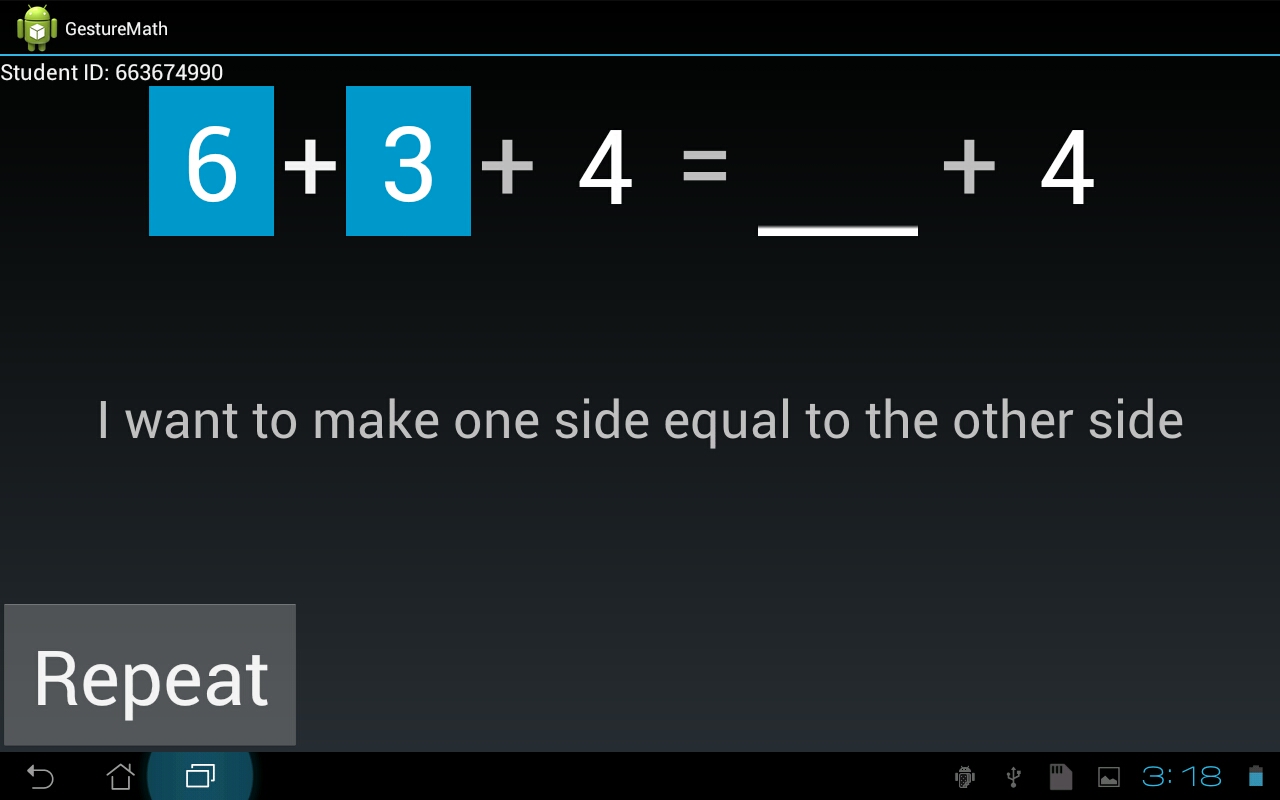 GestureMath
Student ID: 663674990
6 + 3 + 4 = ___ + 4
I want to make one side equal to the other side
Repeat
3:18